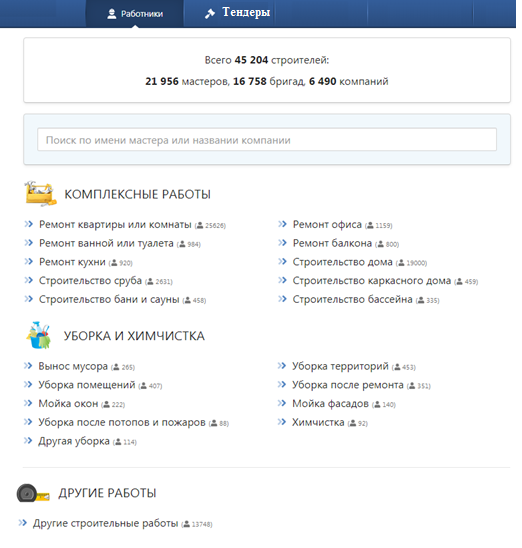 Работники Тендеры
Всего 45 204 строителей:
21 956 мастеров, 16 758 бригад, 6 490 компаний
Поиск по имени мастера или названии компании
КОМПЛЕКСНЫЕ РАБОТЫ
Ремонт квартиры или комнаты (25626) Ремонт офиса (1159)
Ремонт ванной или туалета (984) Ремонт балкона (800)
Ремонт кухни (920) Строительство дома (19000)
Строительство сруба (2631) Строительство каркасного дома (459)
Строительство бани и сауны (458) Строительство бассейна (335)
УБОРКА И ХИМЧИСТКА
Вынос мусора (265) Уборка территорий (453)
Уборка помещений (407) Уборка после ремонта (351)
Мойка окон (222) Мойка фасадов (140)
Уборка после потопов и пожаров (88) Химчистка (92)
Другая уборка (114)
ДРУГИЕ РАБОТЫ
Другие строительные работы (13748)